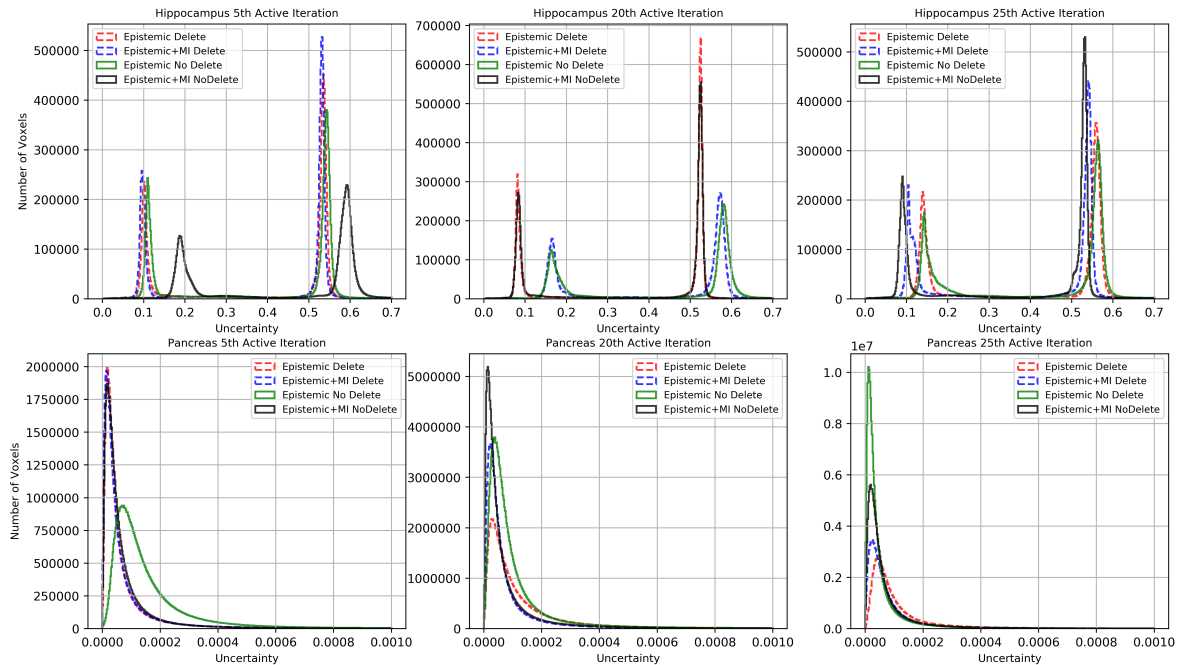 Hippocampus 5th Active Iteration
Number of Voxels
500000
400000
300000
200000
100000
0
Epistemic Delete
Epistemic+MI Delete
Epistemic No Delete
Epistemic+MI NoDelete
0.0 0.1 0.2 0.3 0.4 0.5 0.6 0.7
Uncertainty
Hippocampus 20th Active Iteration
700000
600000
500000
400000
300000
200000
100000
0
Epistemic Delete
Epistemic+MI Delete
Epistemic No Delete
Epistemic+MI NoDelete
0.0 0.1 0.2 0.3 0.4 0.5 0.6 0.7
Uncertainty
Hippocampus 25th Active Iteration
500000
400000
300000
200000
100000
0
Epistemic Delete
Epistemic+MI Delete
Epistemic No Delete
Epistemic+MI NoDelete
0.0 0.1 0.2 0.3 0.4 0.5 0.6 0.7
Uncertainty
Pancreas 5th Active Iteration
Number of Voxels
2000000
1750000
1500000
1250000
1000000
750000
500000
250000
0
Epistemic Delete
Epistemic+MI Delete
Epistemic No Delete
Epistemic+MI NoDelete
0.0000 0.0002 0.0004 0.0006 0.0008 0.0010
Uncertainty
Pancreas 20th Active Iteration
5000000
4000000
3000000
2000000
1000000
0
Epistemic Delete
Epistemic+MI Delete
Epistemic No Delete
Epistemic+MI NoDelete
0.0000 0.0002 0.0004 0.0006 0.0008 0.0010
Uncertainty
Pancreas 25th Active Iteration
1e7
1.0
0.8
0.6
0.4
0.2
0.0
Epistemic Delete
Epistemic+MI Delete
Epistemic No Delete
Epistemic+MI NoDelete
0.0000 0.0002 0.0004 0.0006 0.0008 0.0010
Uncertainty